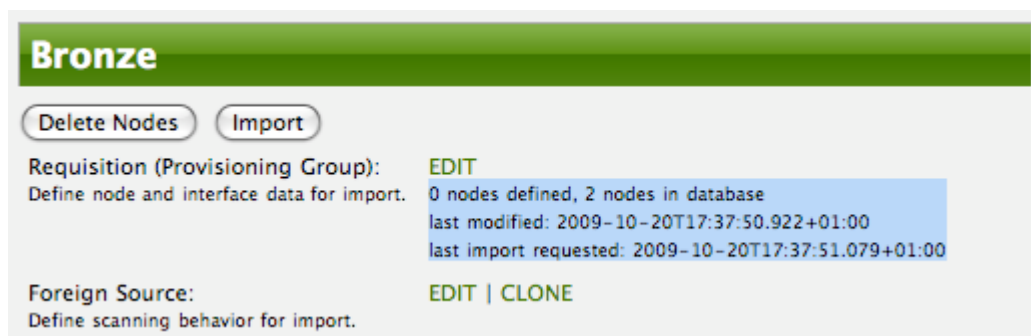 Bronze
Delete Nodes Import
Requisition (Provisioning Group): EDIT
Define node and interface data for import. 0 nodes defined, 2 nodes in database
last modified: 2009-10-20T17:37:50.922+01:00
last import requested: 2009-10-20T17:37:51.079+01:00
Foreign Source: EDIT | CLONE
Define scanning behavior for import.